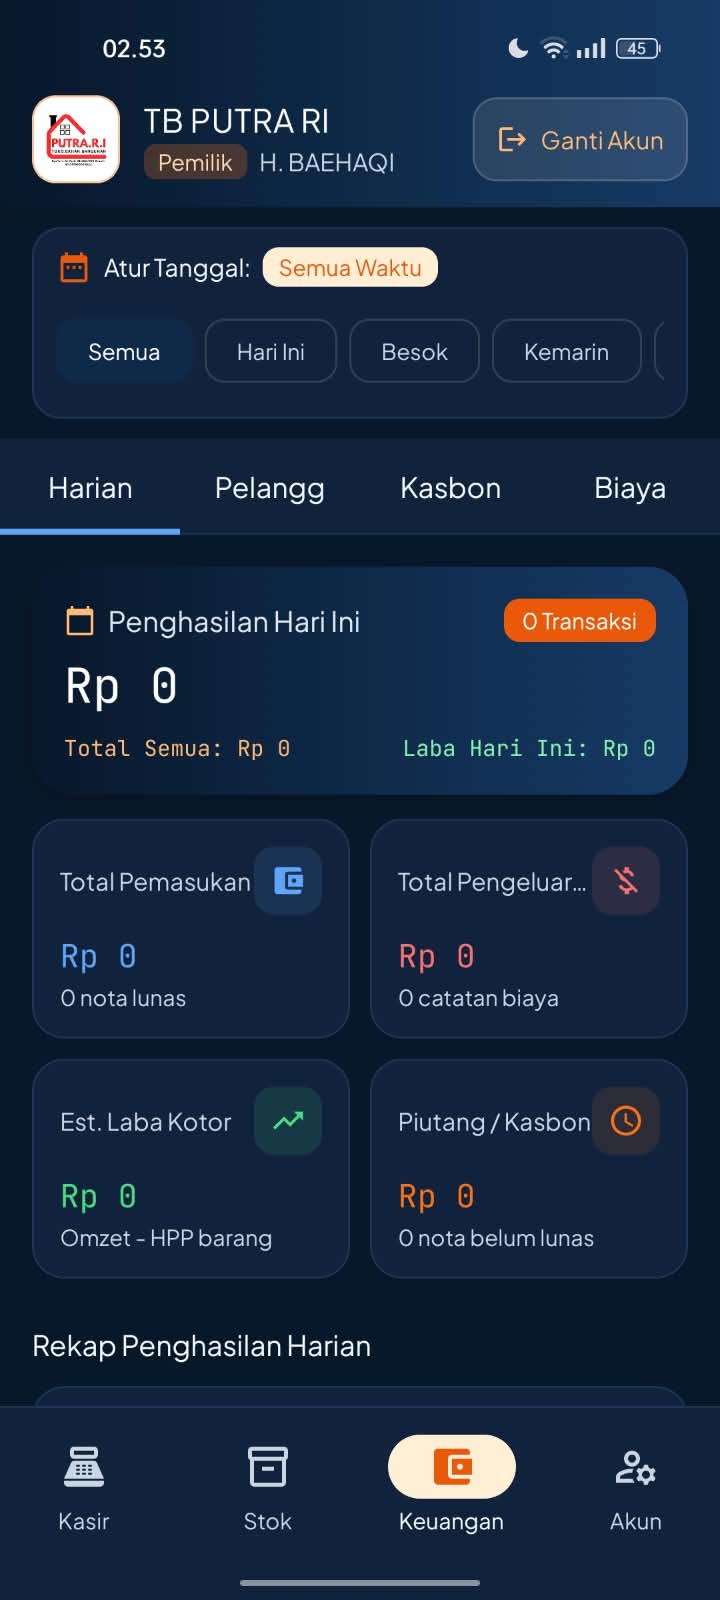 02.53
45
PUTRA.R.I
TOKO BAHAN BANGUNAN
TB PUTRA RI
Pemilik H. BAEHAQI
Ganti Akun
Atur Tanggal: Semua Waktu
Semua Hari Ini Besok Kemarin
Harian Pelangg Kasbon Biaya
Penghasilan Hari Ini 0 Transaksi
Rp 0
Total Semua: Rp 0 Laba Hari Ini: Rp 0
Total Pemasukan
Rp 0
0 nota lunas
Total Pengeluar...
Rp 0
0 catatan biaya
Est. Laba Kotor
Rp 0
Omzet - HPP barang
Piutang / Kasbon
Rp 0
0 nota belum lunas
Rekap Penghasilan Harian
Kasir Stok Keuangan Akun